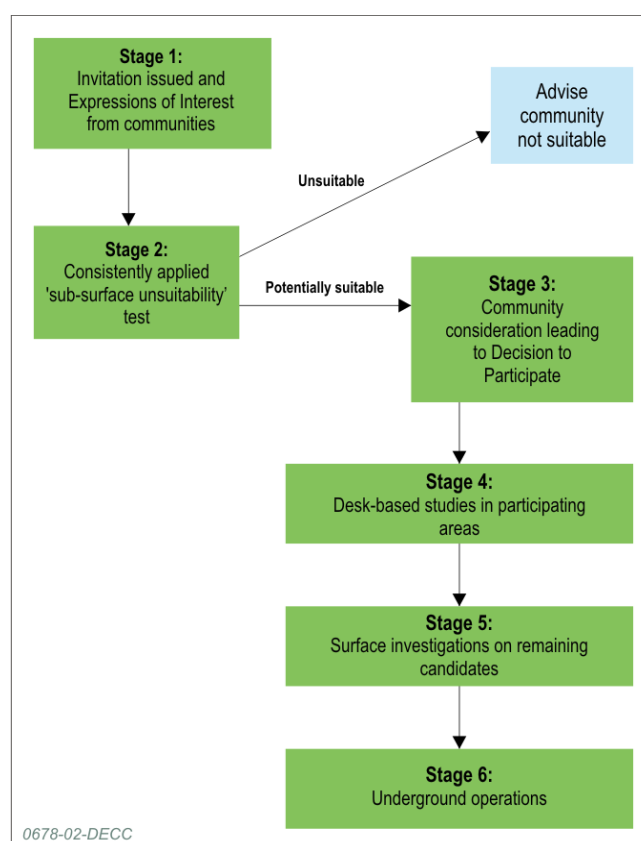 Stage 1:
Invitation issued and
Expressions of Interest
from communities
Advise
community
not suitable
Unsuitable
Stage 2:
Consistently applied
'sub-surface unsuitability’
test
Potentially suitable
Stage 3:
Community
consideration leading
to Decision to
Participate
Stage 4:
Desk-based studies in participating
areas
Stage 5:
Surface investigations on remaining
candidates
Stage 6:
Underground operations
0678-02-DECC